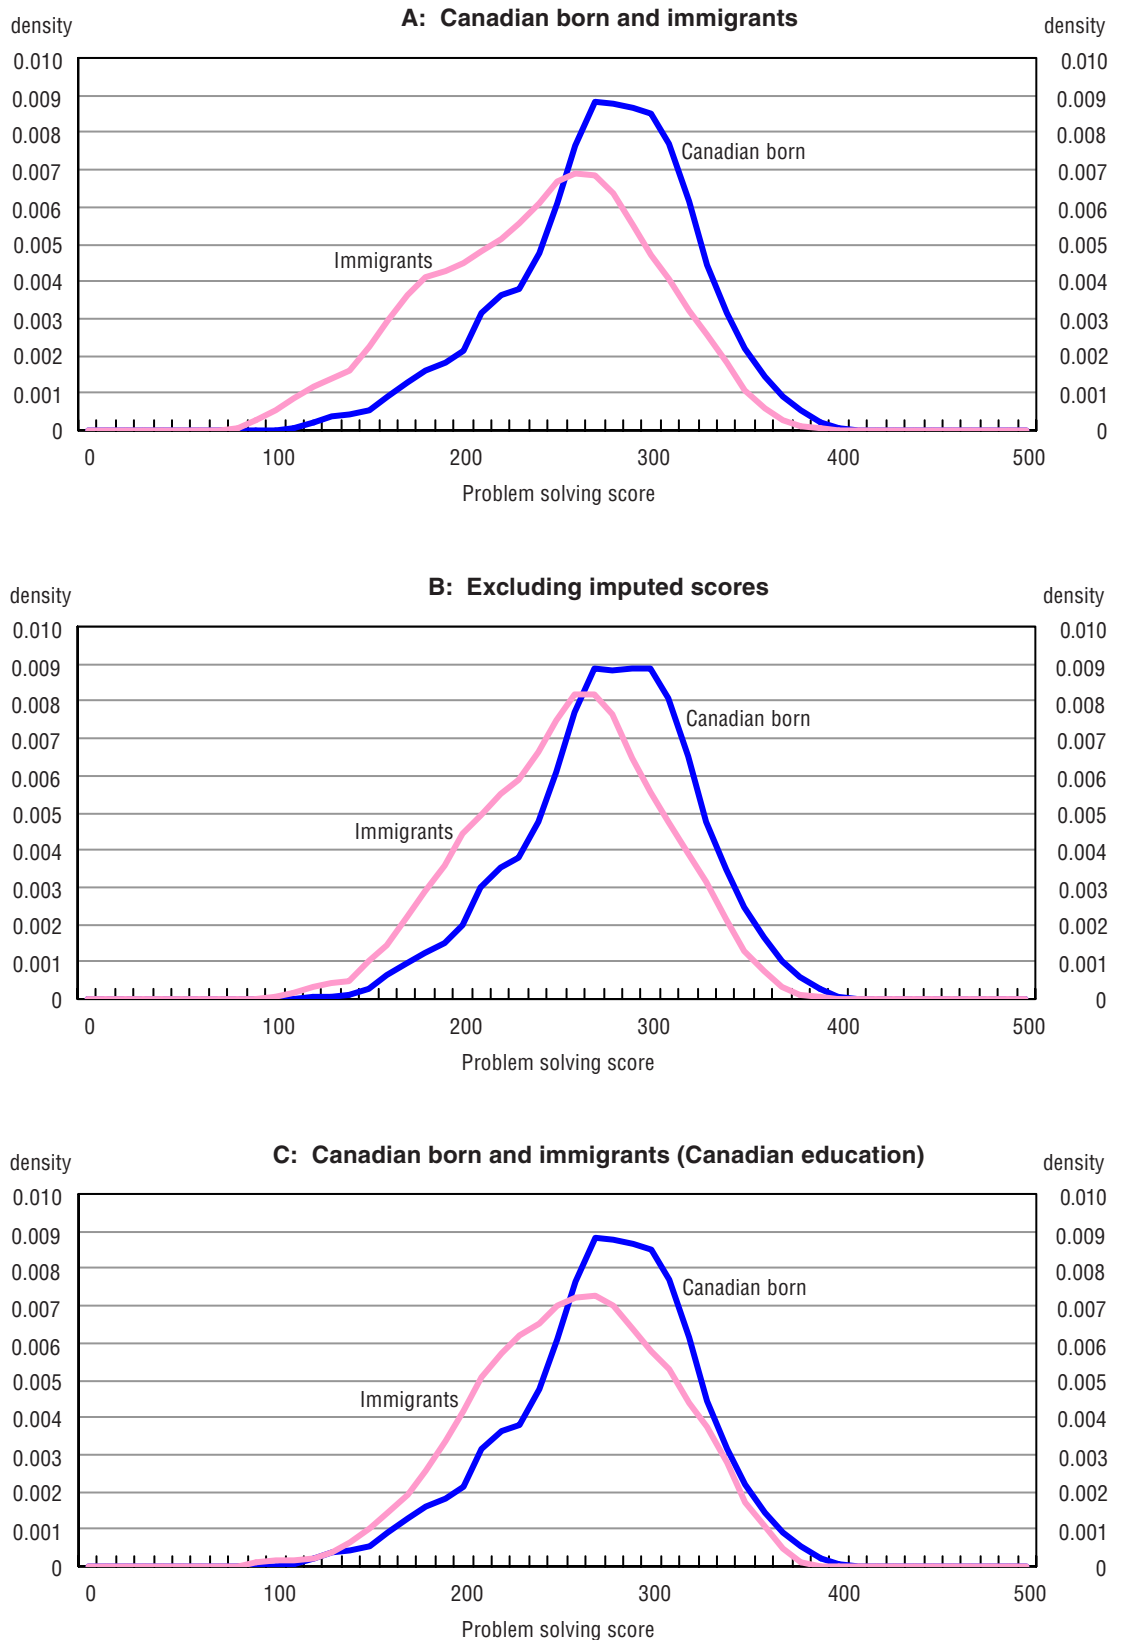 A: Canadian born and immigrants
density density
0.010 0.010
0.009 0.009
0.008 0.008
Canadian born
0.007 0.007
0.006 0.006
0.005 0.005
Immigrants
0.004 0.004
0.003 0.003
0.002 0.002
0.001 0.001
0 0
0 100 200 300 400 500
Problem solving score
B: Excluding imputed scores
density density
0.010 0.010
0.009 0.009
0.008 0.008
Canadian born
0.007 0.007
0.006 0.006
0.005 0.005
Immigrants
0.004 0.004
0.003 0.003
0.002 0.002
0.001 0.001
0 0
0 100 200 300 400 500
Problem solving score
C: Canadian born and immigrants (Canadian education)
density density
0.010 0.010
0.009 0.009
0.008 0.008
Canadian born
0.007 0.007
0.006 0.006
0.005 0.005
Immigrants
0.004 0.004
0.003 0.003
0.002 0.002
0.001 0.001
0 0
0 100 200 300 400 500
Problem solving score